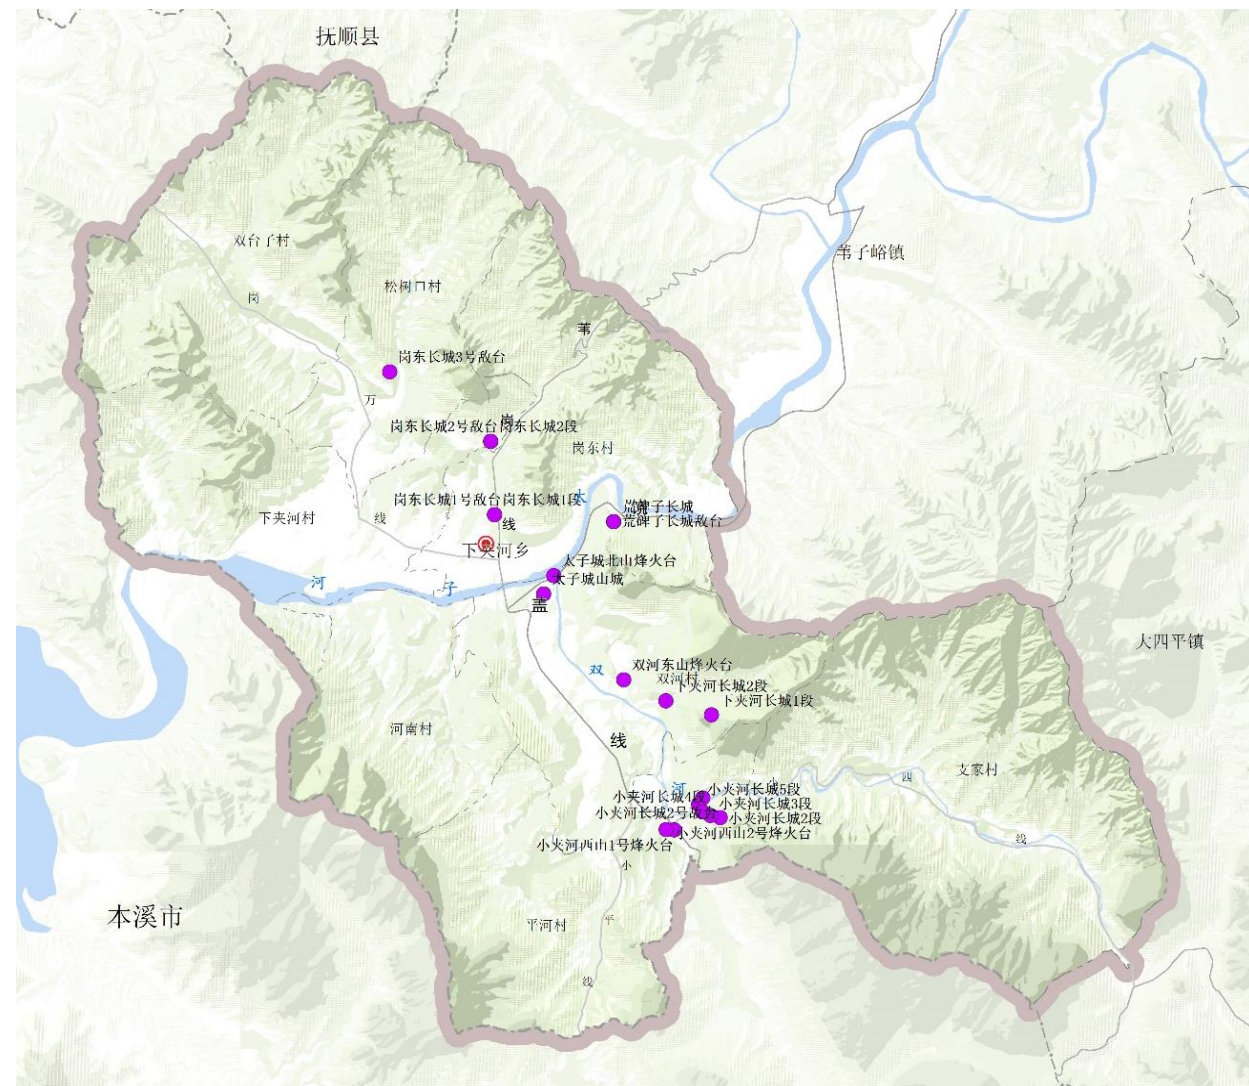 抚顺县
苇子峪镇
双台子村
松树口村
岗
苇
岗东长城3号敌台
万
岗
岗东长城2号敌台 岗东长城2段
岗东村
岗东长城1号敌台 岗东长城1段
太
荒碑子长城
下夹河村
线
线
荒碑子长城敌台
下夹河乡
太子城北山烽火台
河
子
太子城山城
盖
大四平镇
双
双河东山烽火台
双河村
下夹河长城2段
下夹河长城1段
河南村
线
支家村
四
河
小
小夹河长城5段
小夹河长城4段
小夹河长城3段
小夹河长城2号敌台
小夹河长城2段
小夹河西山2号烽火台
小夹河西山1号烽火台
线
小
本溪市
平河村
平
线